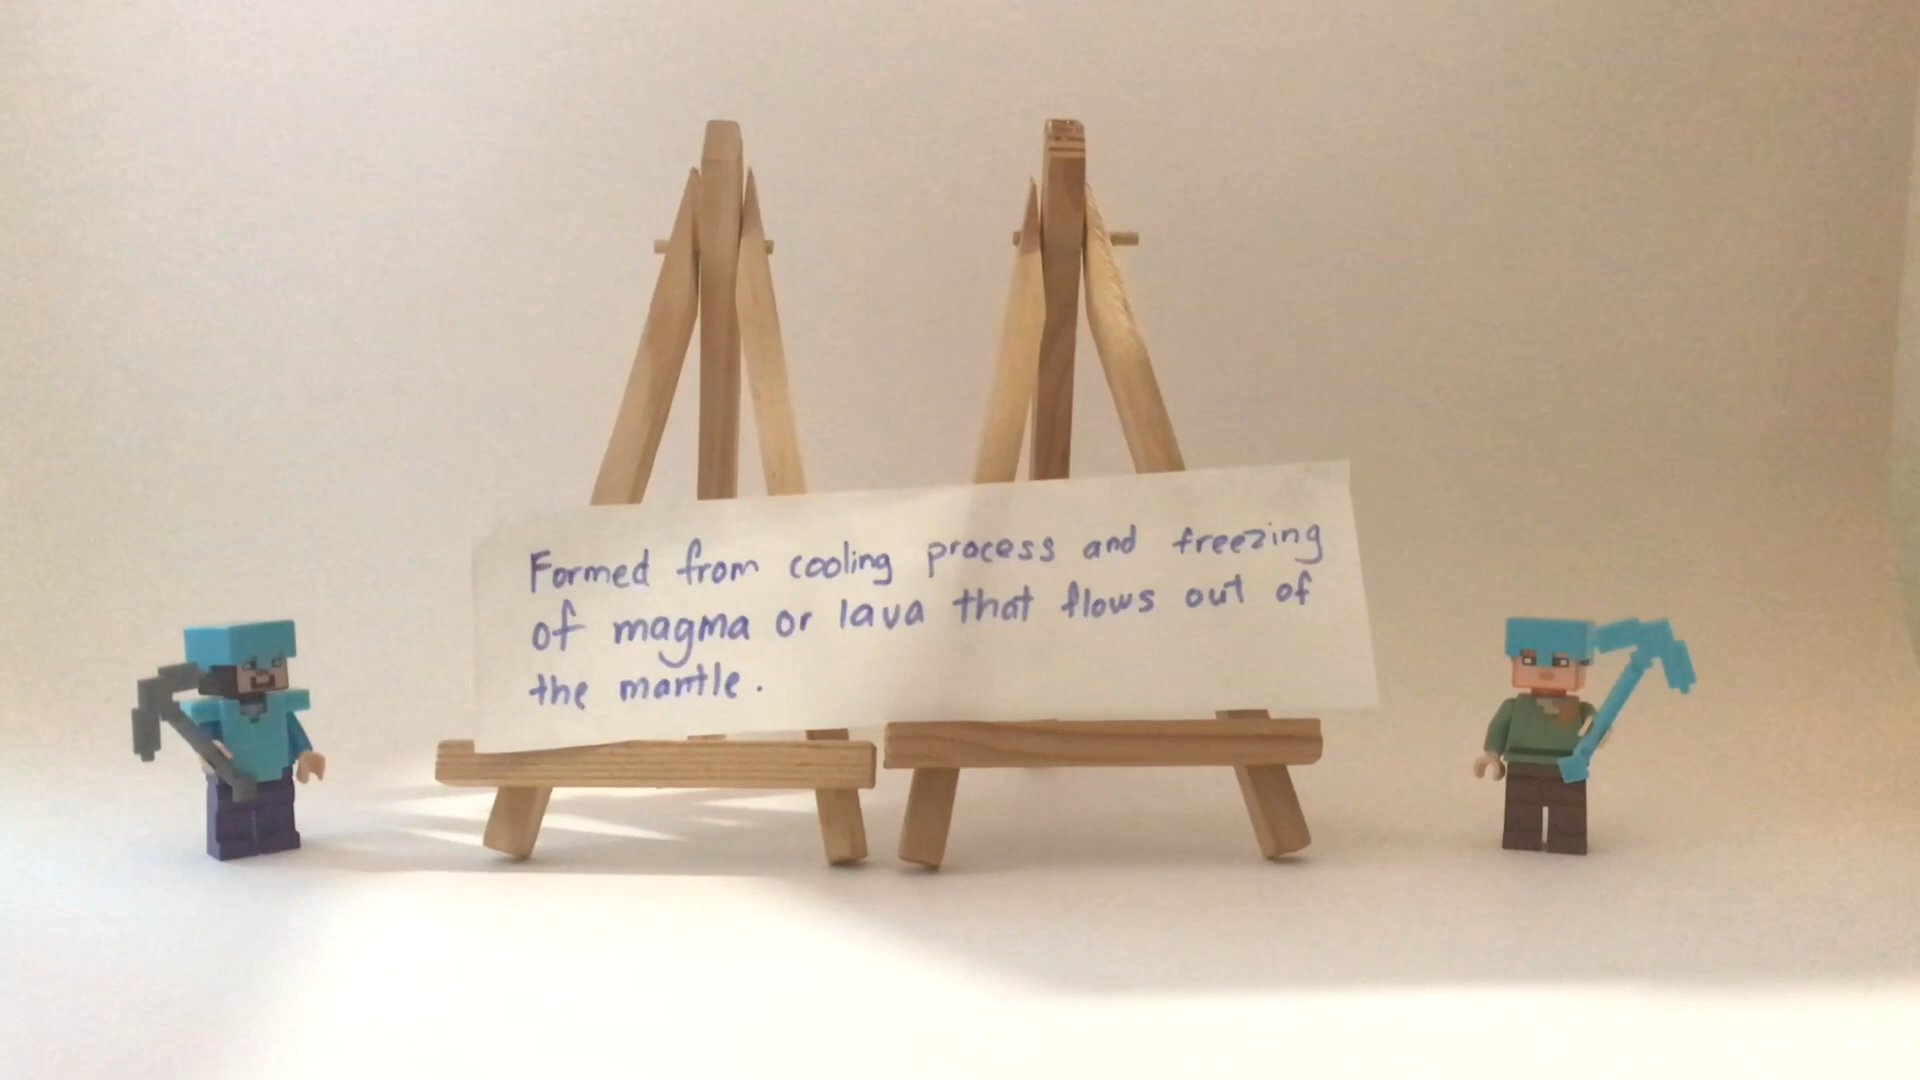 Formed from cooling process and freezing
of magma or lava that flows out of
the mantle.